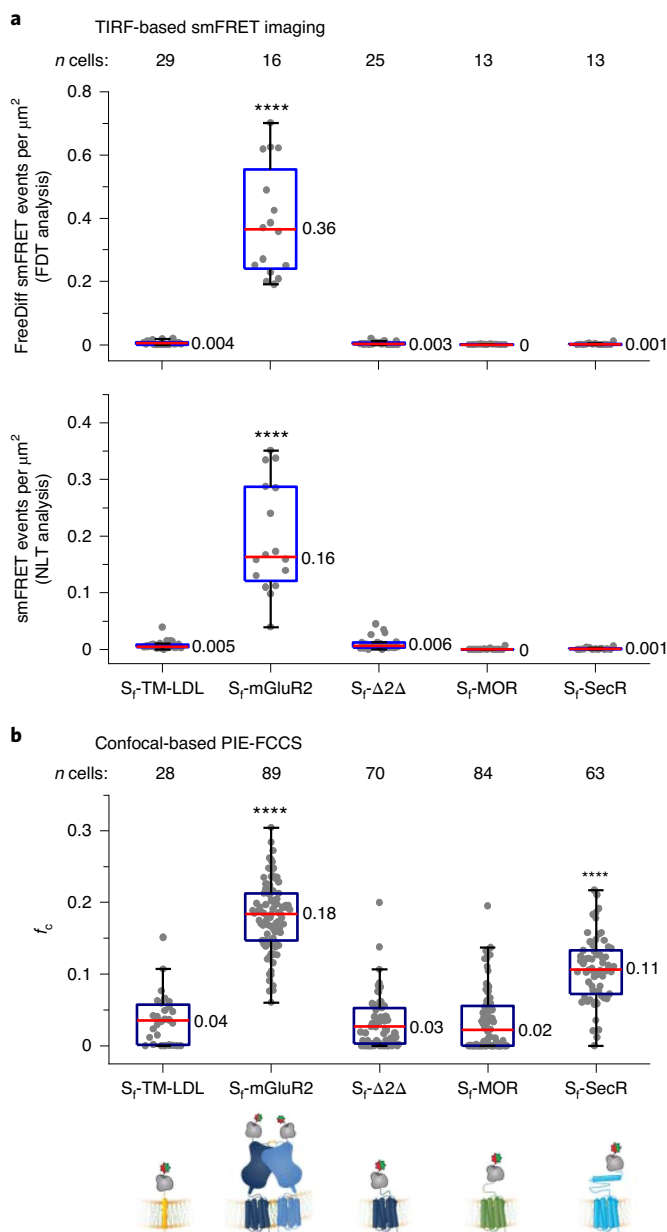 a
TIRF-based smFRET imaging
n cells: 29 16 25 13 13
FreeDiff smFRET events per μm²
(FDT analysis)
0.8
0.6
0.4
0.2
0
****
0.36
0.004
0.003
0
0.001
smFRET events per μm²
(NLT analysis)
0.4
0.3
0.2
0.1
0
****
0.16
0.005
0.006
0
0.001
Sf-TM-LDL Sf-mGluR2 Sf-Δ2Δ Sf-MOR Sf-SecR
b
Confocal-based PIE-FCCS
n cells: 28 89 70 84 63
fc
0.3
0.2
0.1
0
****
****
0.18
0.11
0.04
0.03
0.02
Sf-TM-LDL Sf-mGluR2 Sf-Δ2Δ Sf-MOR Sf-SecR